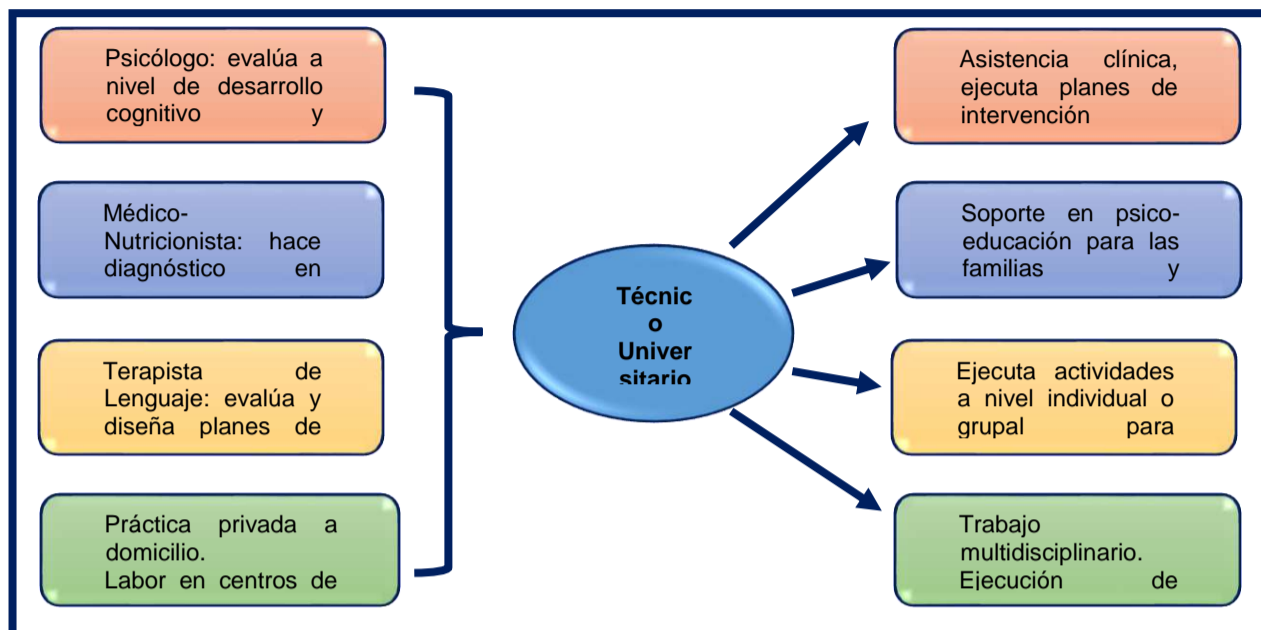 Psicólogo: evalúa a
nivel de desarrollo
cognitivo y
Médico-
Nutricionista: hace
diagnóstico en
Terapista de
Lenguaje: evalúa y
diseña planes de
Práctica privada a
domicilio.
Labor en centros de
Técnic
o
Univer
sitario
Asistencia clínica,
ejecuta planes de
intervención
Soporte en psico-
educación para las
familias y
Ejecuta actividades
a nivel individual o
grupal para
Trabajo
multidisciplinario.
Ejecución de